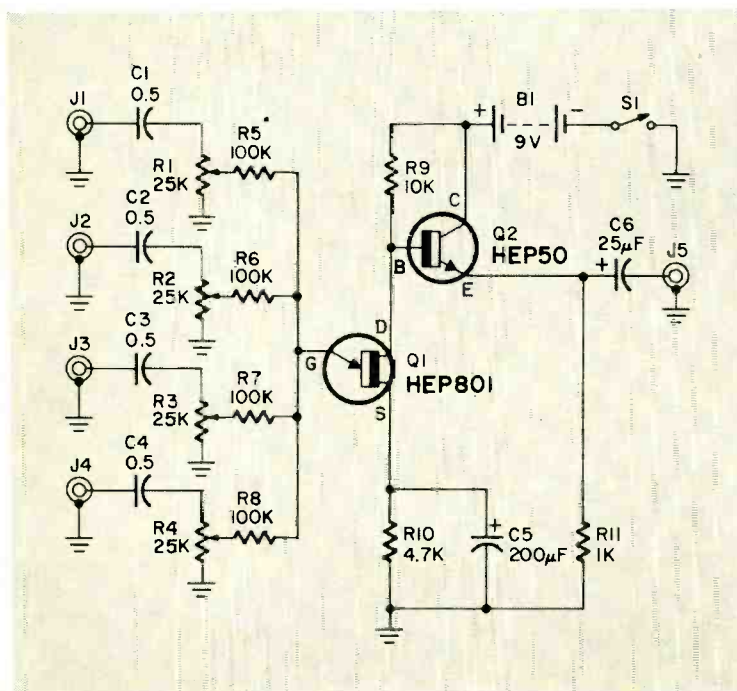 J1
C1
0.5
R1
25K
R5
100K
J2
C2
0.5
R2
25K
R6
100K
J3
C3
0.5
R3
25K
R7
100K
J4
C4
0.5
R4
25K
R8
100K
G
D
S
Q1
HEP801
R9
10K
+
B1
-
9V
S1
C
B
E
Q2
HEP50
C6
25µF
+
J5
R10
4.7K
+
C5
200µF
R11
1K